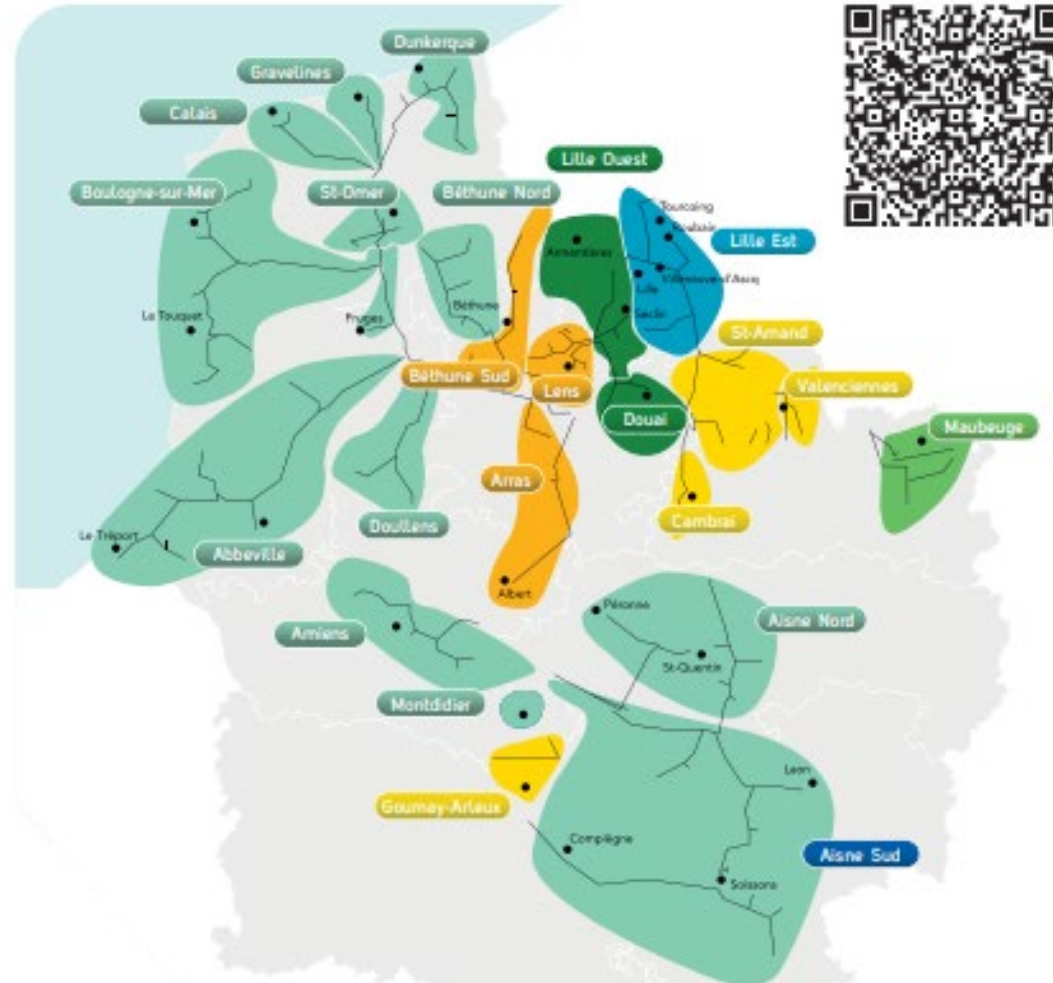 Dunkerque
Gravelines
Calais
Lille Ouest
Boulogne-sur-Mer
St-Omer
Béthune Nord
Tourcoing
Roubaix
Lille Est
Armentières
Villeneuve d'Ascq
Lille
Béthune
Seclin
Le Touquet
Fruges
St-Amand
Béthune Sud
Lens
Valenciennes
Douai
Maubeuge
Arras
Cambrai
Doullens
Le Tréport
Abbeville
Albert
Péronne
Aisne Nord
Amiens
St-Quentin
Montdidier
Laon
Gournay-Arleux
Compiègne
Aisne Sud
Soissons